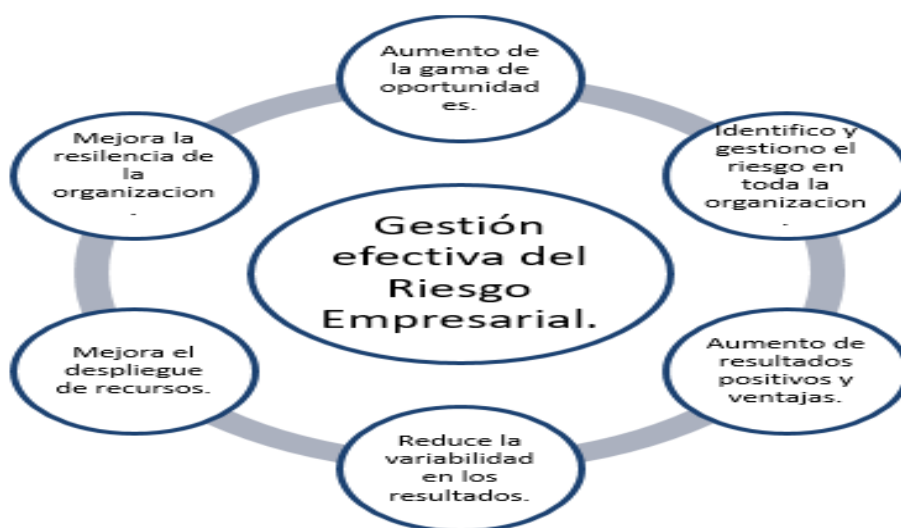 Aumento de
la gama de
oportunidad
es.
Identifico y
gestiono el
riesgo en
toda la
organizacion
.
Aumento de
resultados
positivos y
ventajas.
Reduce la
variabilidad
en los
resultados.
Mejora el
despliegue
de recursos.
Mejora la
resilencia de
la
organizacion
.
Gestión
efectiva del
Riesgo
Empresarial.